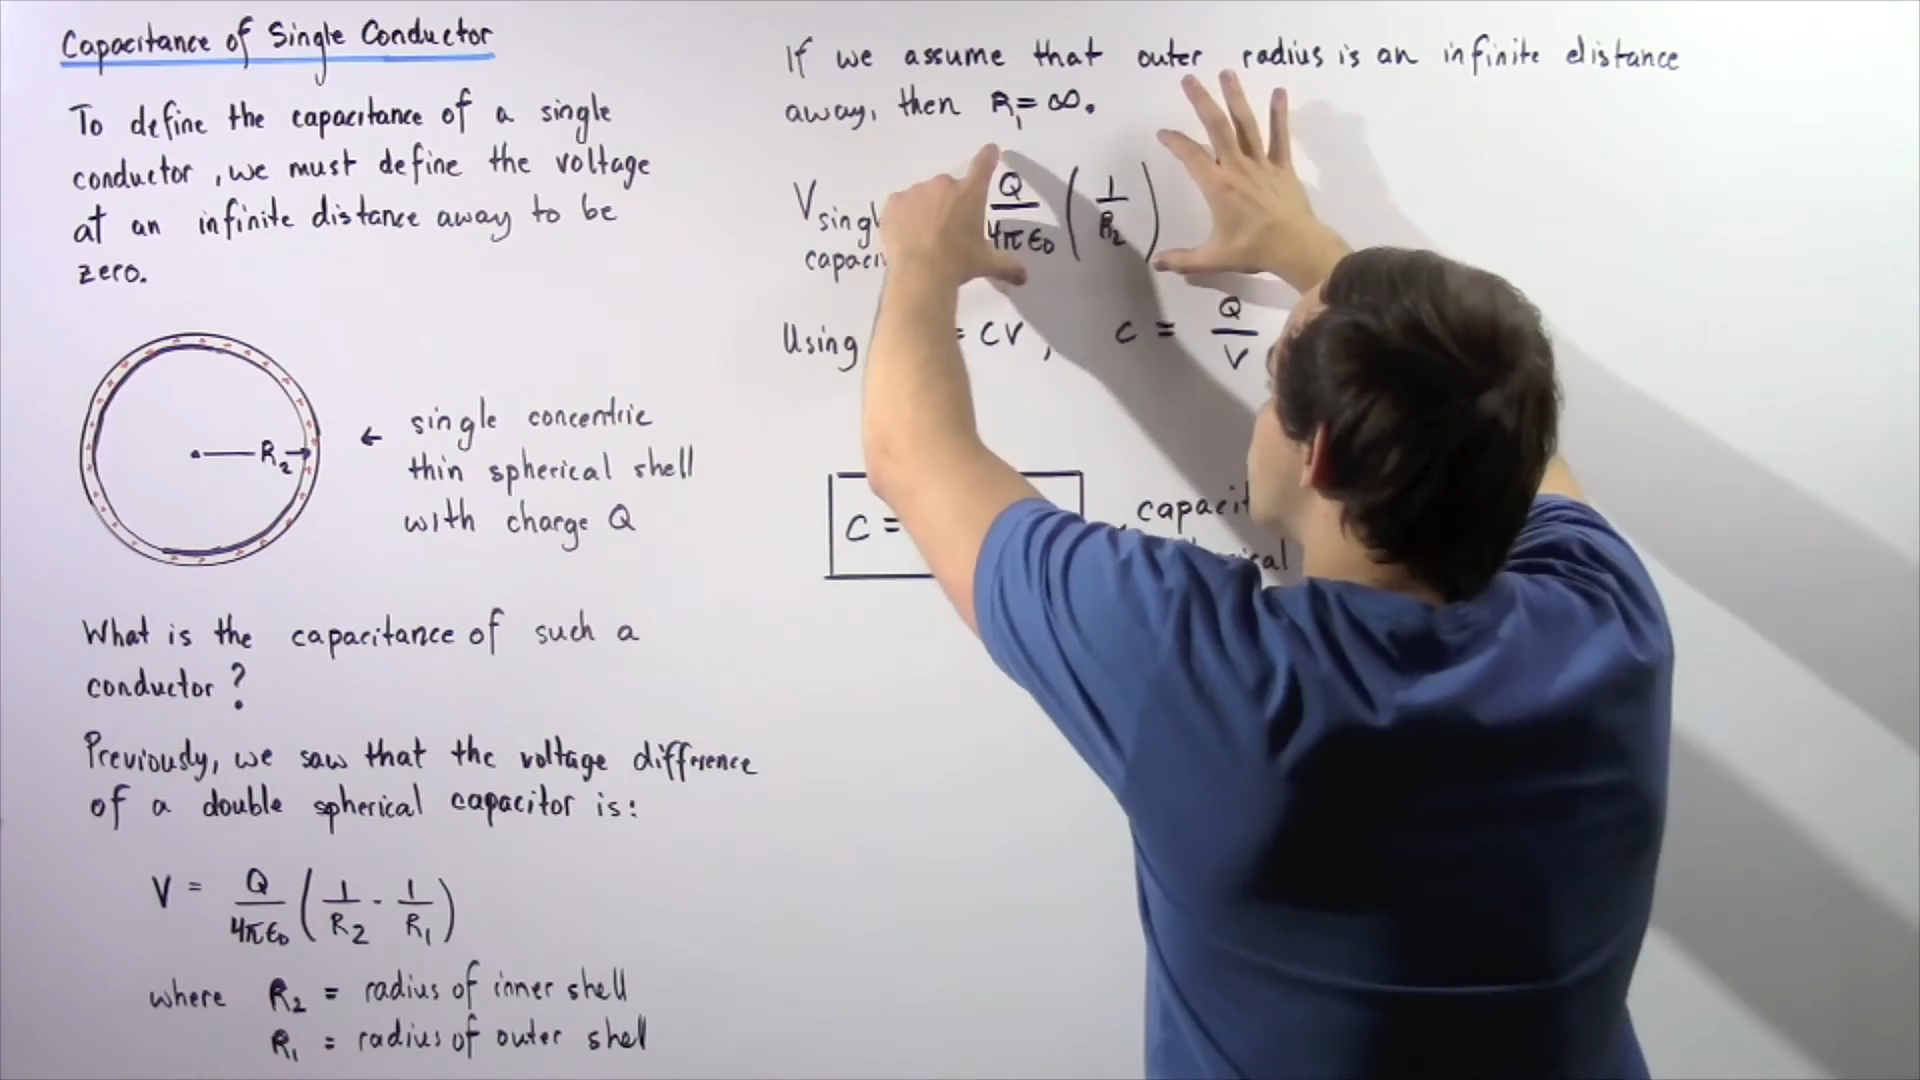 Capacitance of Single Conductor
To define the capacitance of a single
conductor, we must define the voltage
at an infinite distance away to be
zero.
R₂
← single concentric
thin spherical shell
with charge Q
What is the capacitance of such a
conductor?
Previously, we saw that the voltage difference
of a double spherical capacitor is:
V = Q/4πϵ₀ (1/R₂ - 1/R₁)
where R₂ = radius of inner shell
R₁ = radius of outer shell
If we assume that outer radius is an infinite distance
away, then R₁ = ∞.
V Q/4πϵ₀ (1/R₂)
Using = CV, C = Q/V
C =